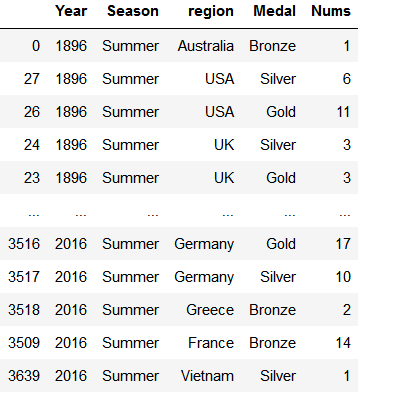 Year Season region Medal Nums
0 1896 Summer Australia Bronze 1
27 1896 Summer USA Silver 6
26 1896 Summer USA Gold 11
24 1896 Summer UK Silver 3
23 1896 Summer UK Gold 3
... ... ... ... ... ...
3516 2016 Summer Germany Gold 17
3517 2016 Summer Germany Silver 10
3518 2016 Summer Greece Bronze 2
3509 2016 Summer France Bronze 14
3639 2016 Summer Vietnam Silver 1